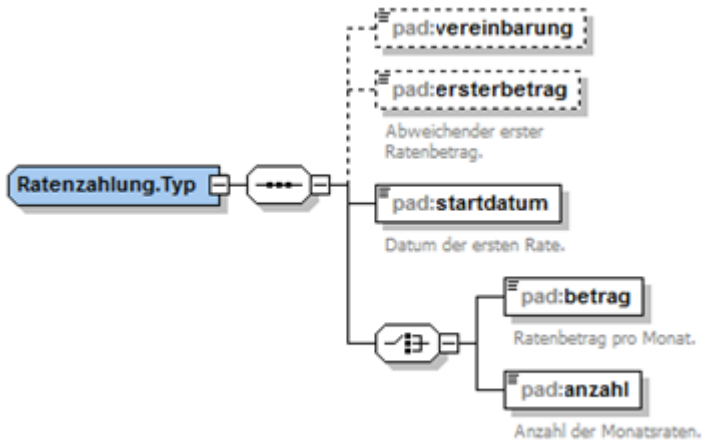 pad:vereinbarung
pad:ersterbetrag
Abweichender erster
Ratenbetrag.
Ratenzahlung.Typ
pad:startdatum
Datum der ersten Rate.
pad:betrag
Ratenbetrag pro Monat.
pad:anzahl
Anzahl der Monatsraten.